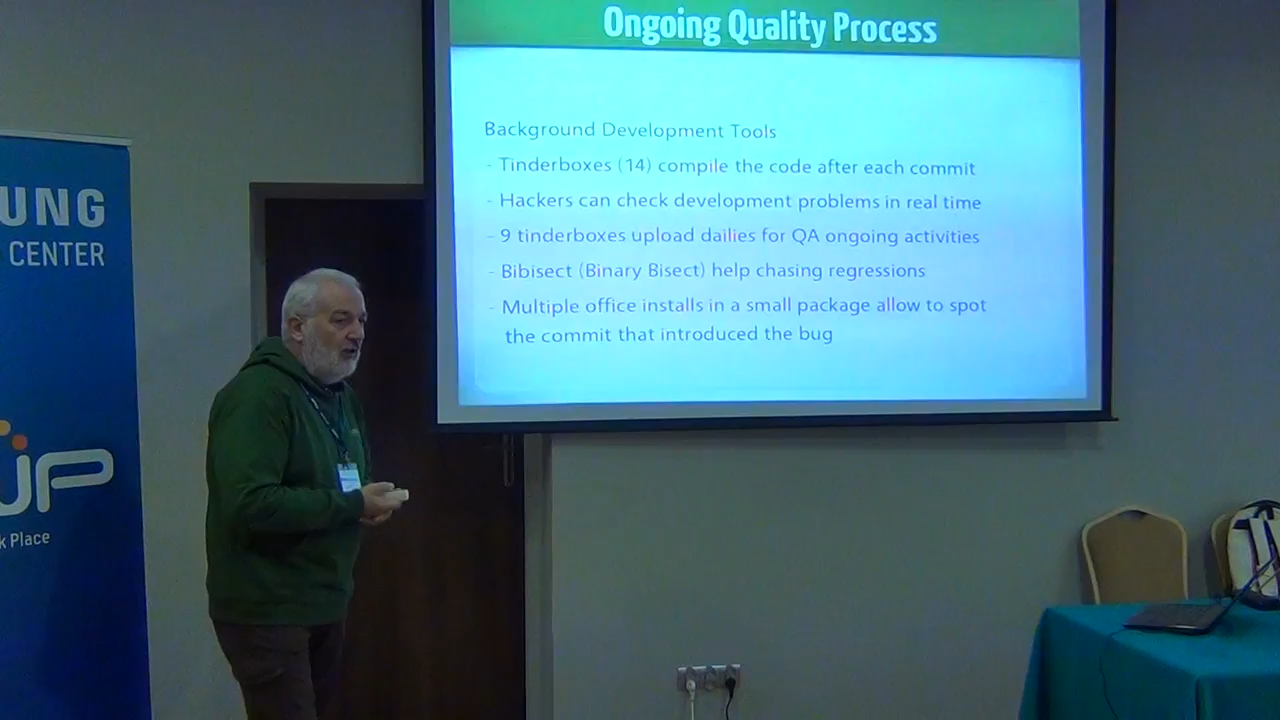 Ongoing Quality Process
Background Development Tools
- Tinderboxes (14) compile the code after each commit
- Hackers can check development problems in real time
- 9 tinderboxes upload dailies for QA ongoing activities
- Bibisect (Binary Bisect) help chasing regressions
- Multiple office installs in a small package allow to spot
the commit that introduced the bug
UNG
CENTER
UP
k Place